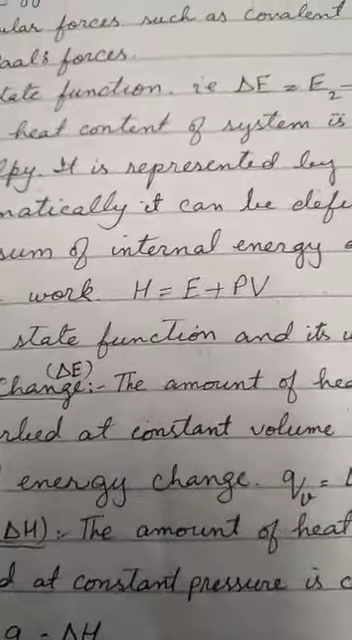 ular forces such as covalent
aals forces.
tate function. ie ΔE = E₂ -
heat content of system is
lpy. It is represented by
matically it can be defi
sum of internal energy
work. H = E + PV
state function and its u
(ΔE)
Change:- The amount of hea
rbed at constant volume
energy change. qᵥ = Δ
ΔH):- The amount of heat
d at constant pressure is c
q = ΔH